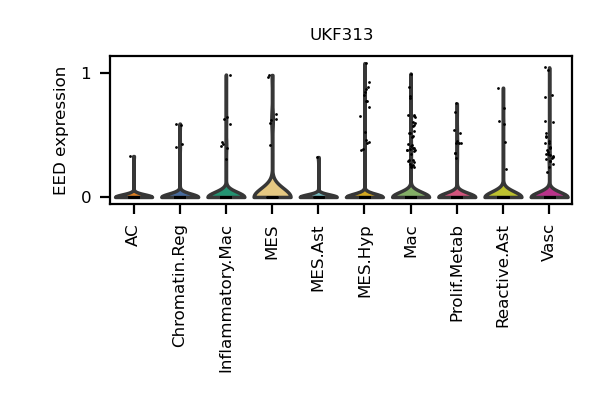 UKF313
EED expression
1
0
AC
Chromatin.Reg
Inflammatory.Mac
MES
MES.Ast
MES.Hyp
Mac
Prolif.Metab
Reactive.Ast
Vasc